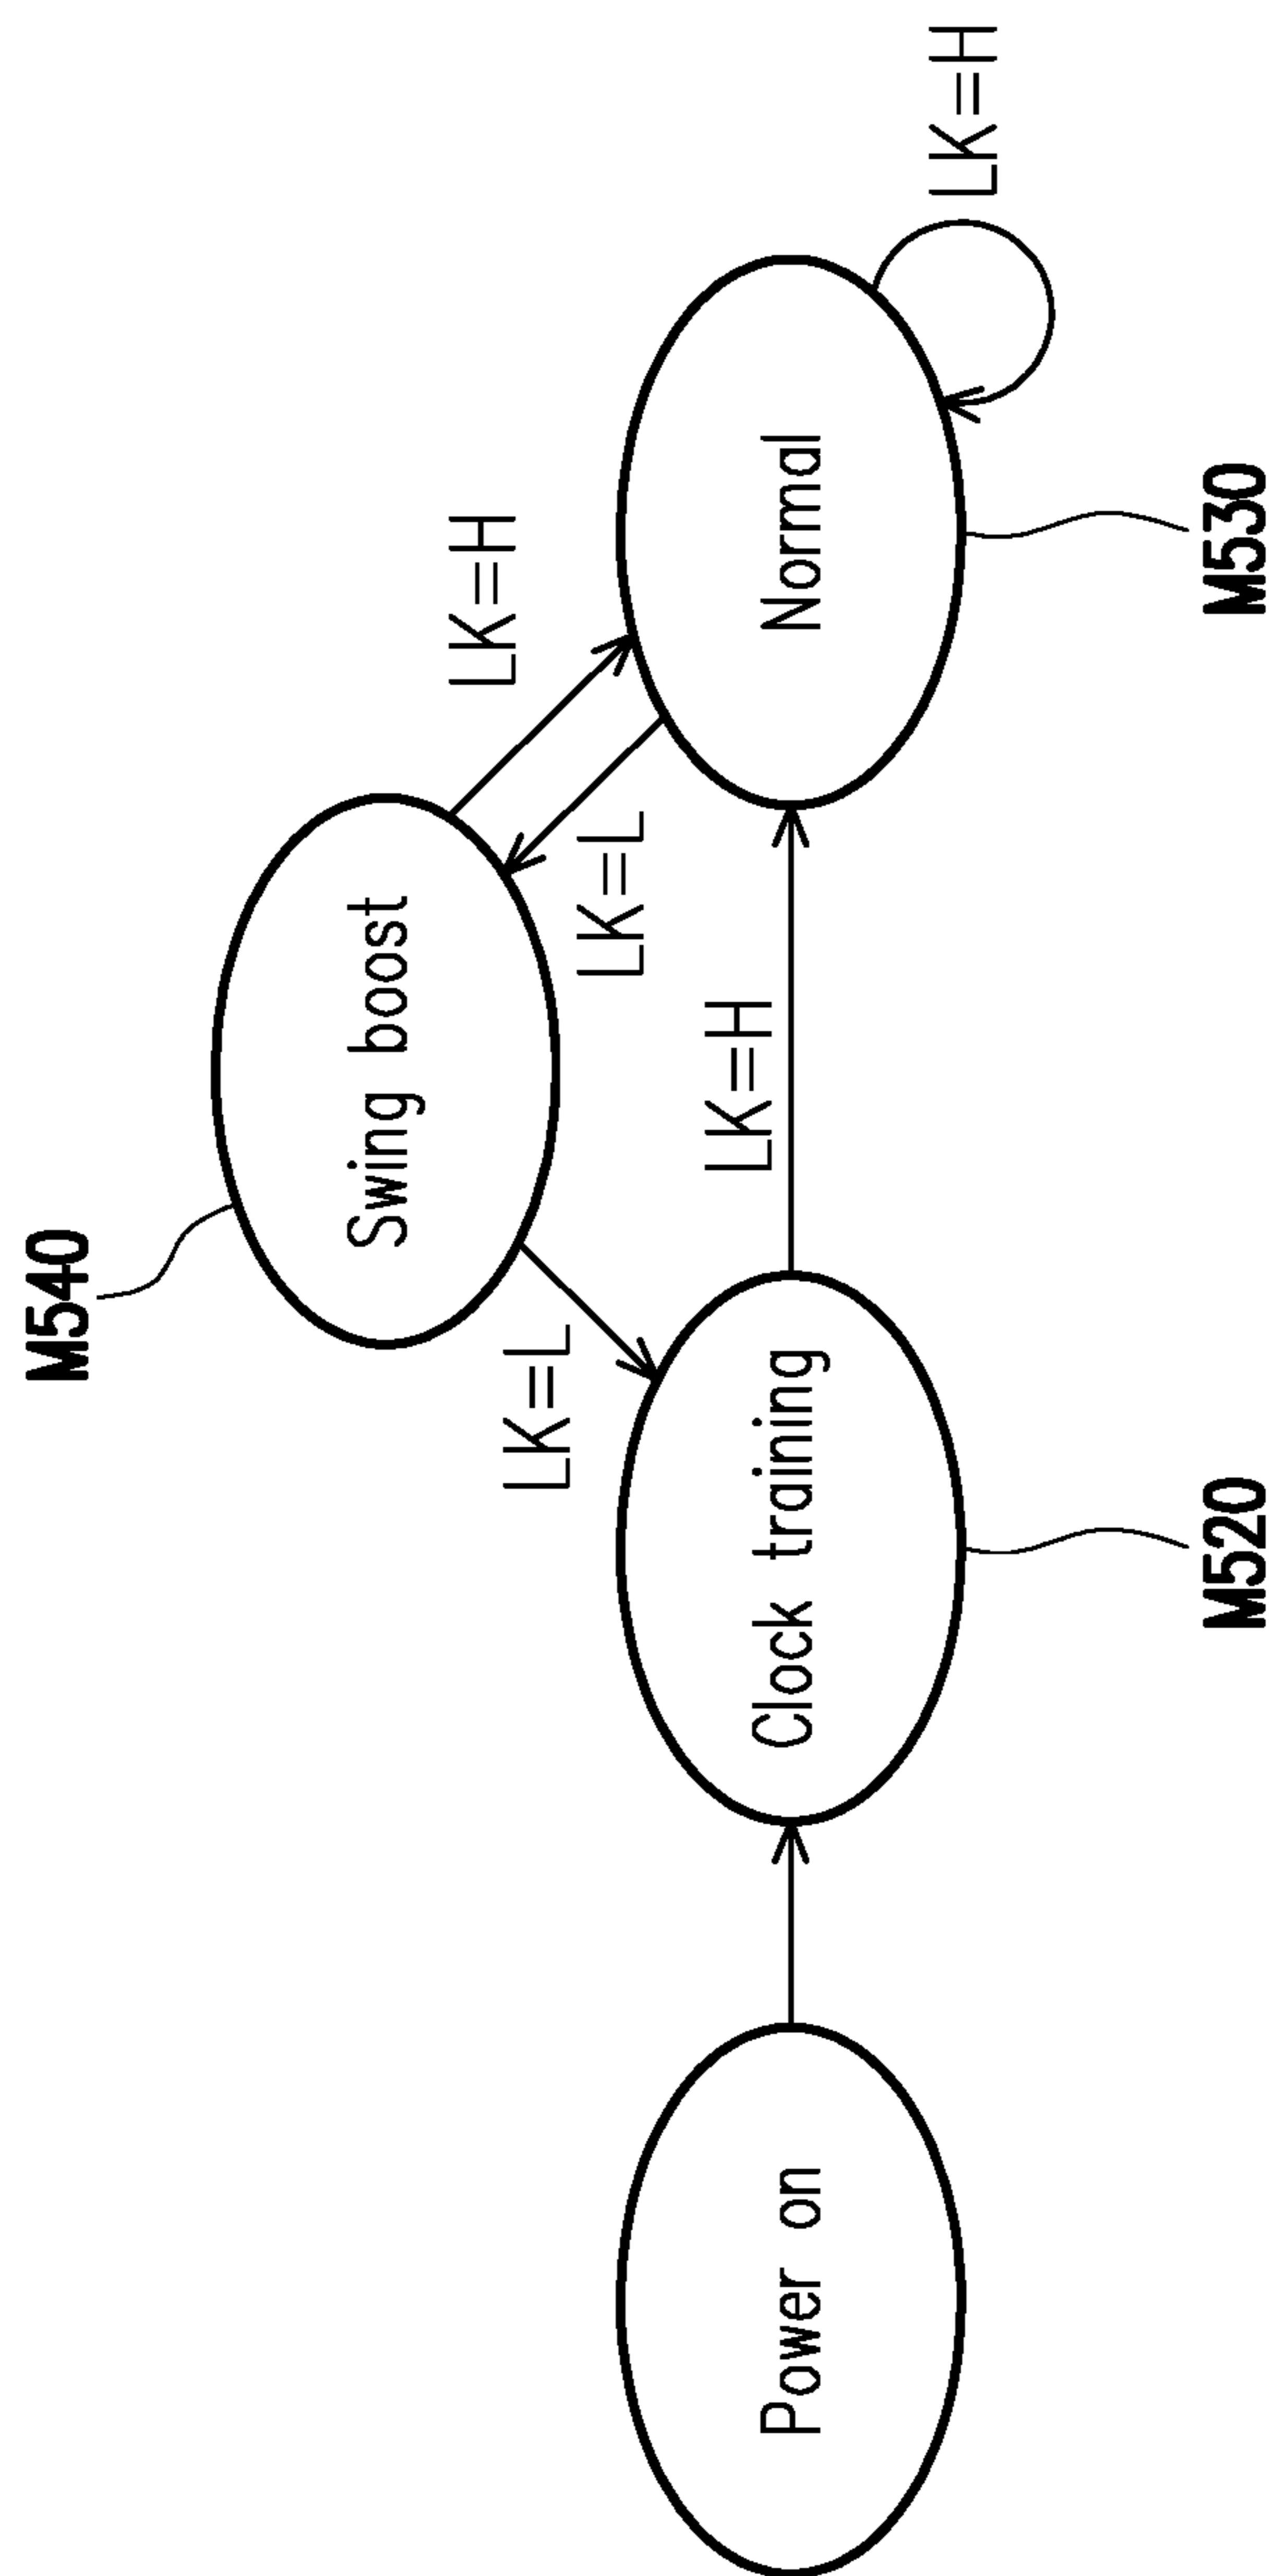 M540
Swing boost
LK=H
LK=L
LK=L
LK=H
Power on
Clock training
Normal
LK=H
M520
M530